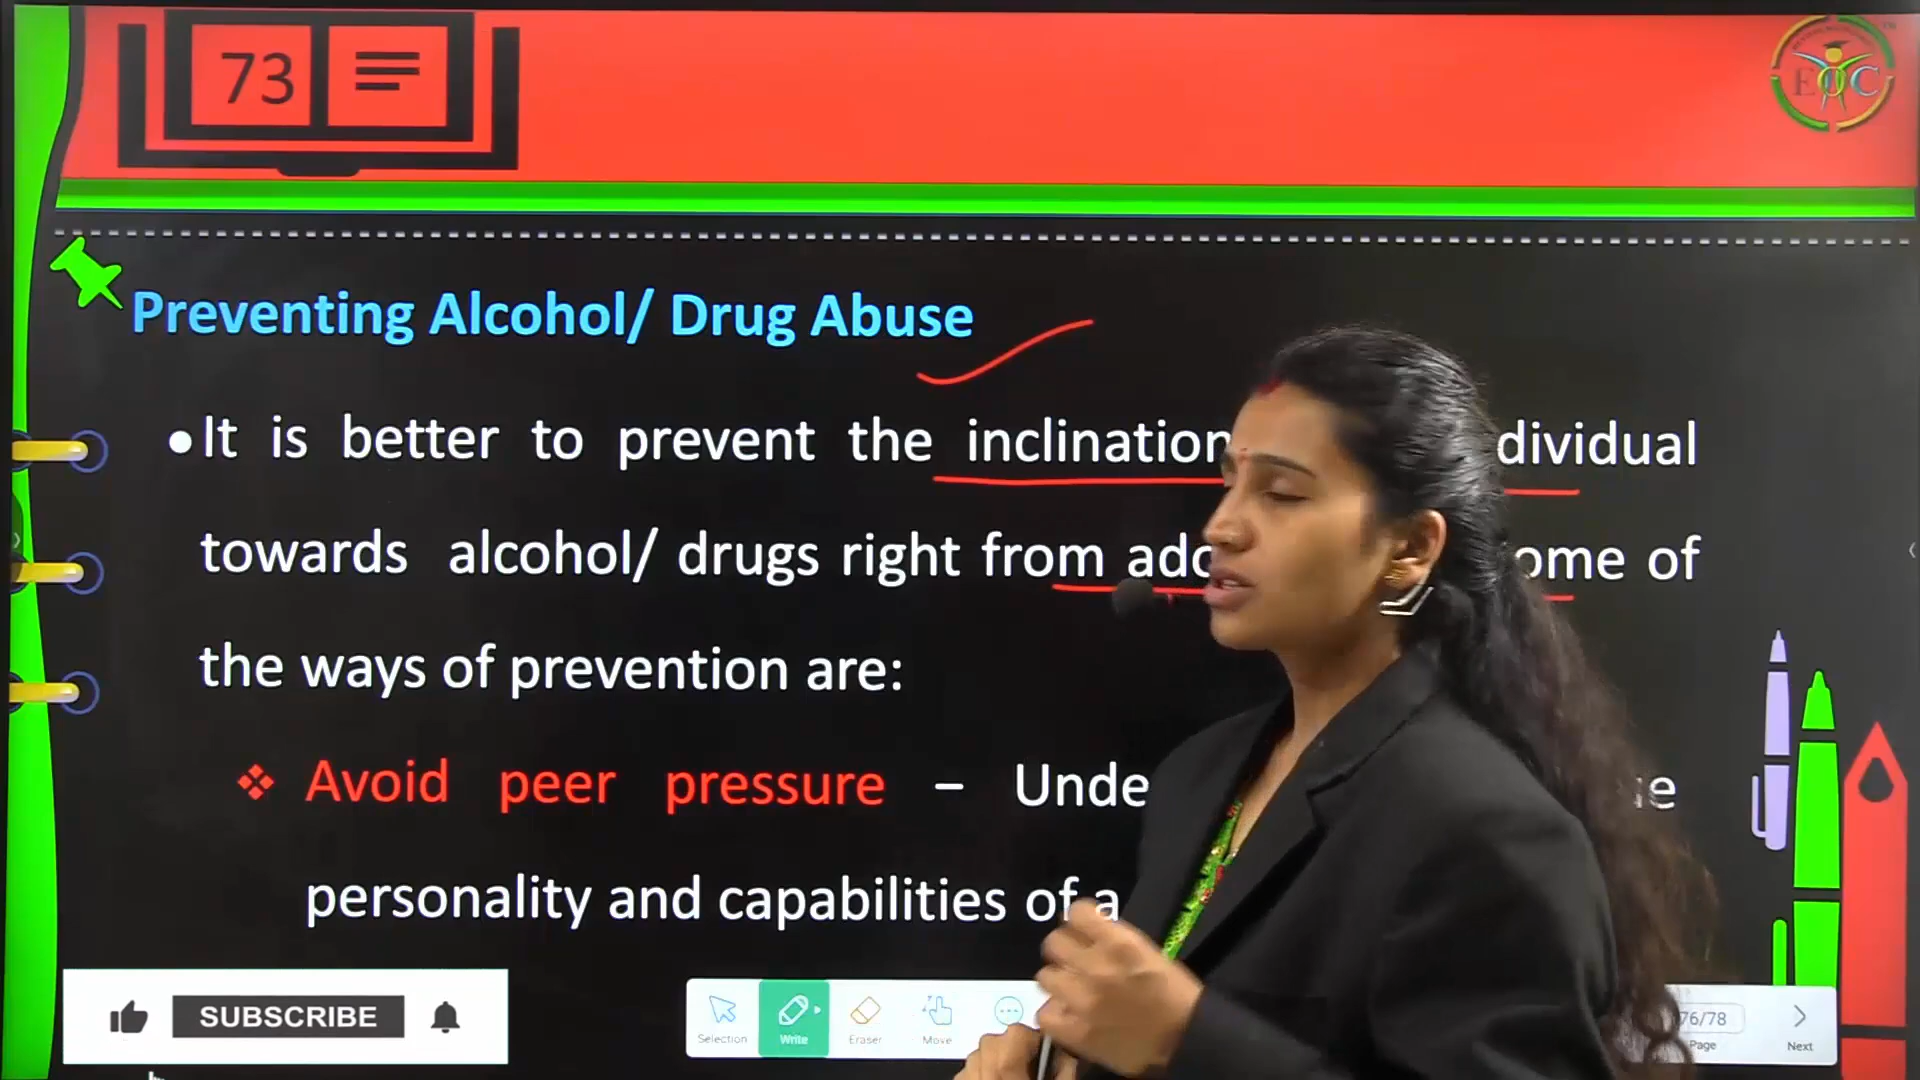 73
EOC
Preventing Alcohol/ Drug Abuse
It is better to prevent the inclination dividual
towards alcohol/ drugs right from ome of
the ways of prevention are:
Avoid peer pressure –
personality and capabilities of a
SUBSCRIBE
Selection
Write
Eraser
Move
76/78
Page
Next